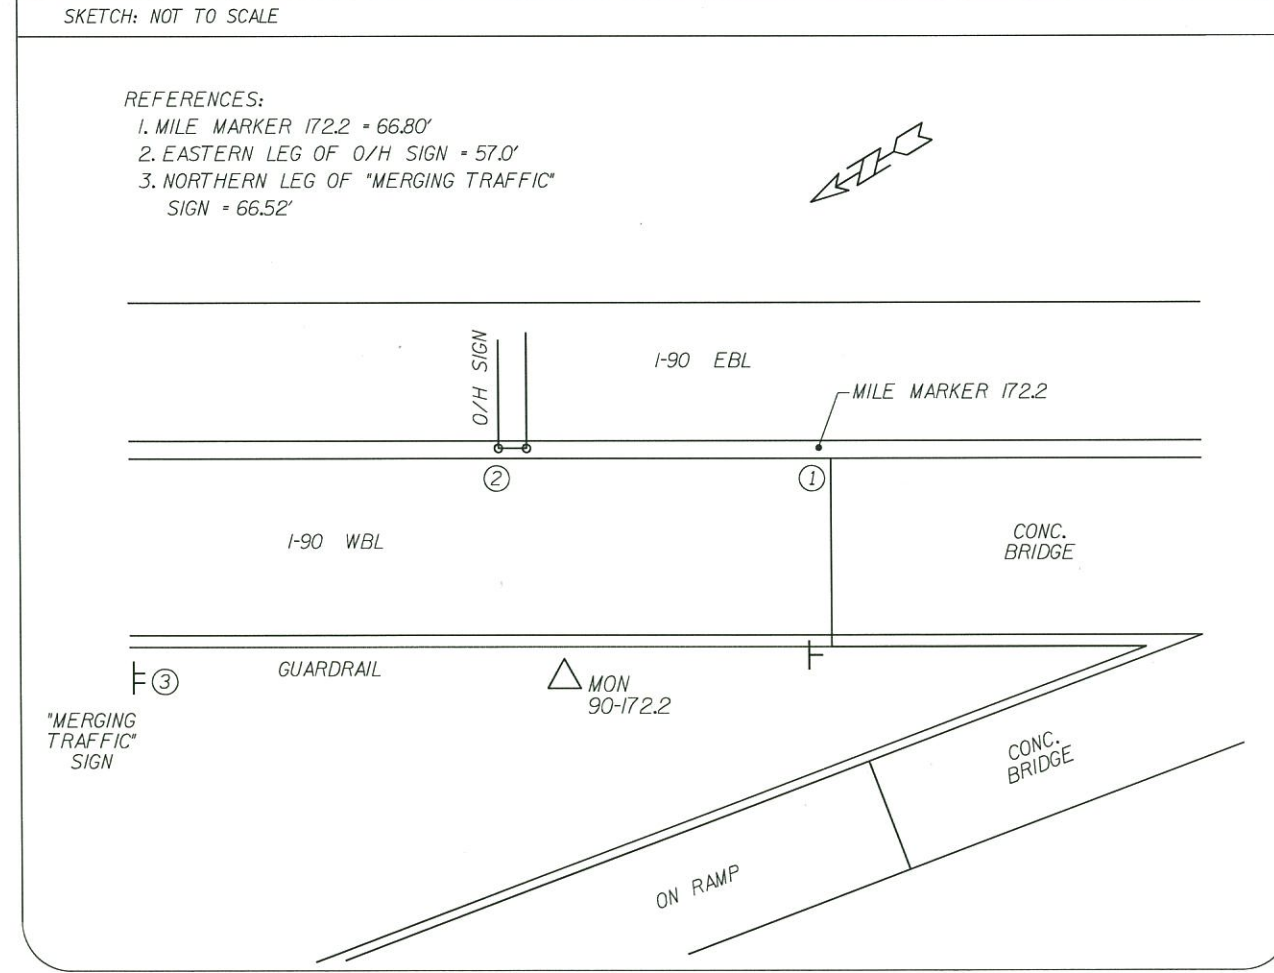 SKETCH: NOT TO SCALE
REFERENCES:
1. MILE MARKER 172.2 = 66.80'
2. EASTERN LEG OF O/H SIGN = 57.0'
3. NORTHERN LEG OF "MERGING TRAFFIC"
SIGN = 66.52'
N
O/H SIGN
I-90 EBL
MILE MARKER 172.2
2
1
I-90 WBL
CONC.
BRIDGE
GUARDRAIL
3
MON
90-172.2
"MERGING
TRAFFIC"
SIGN
CONC.
BRIDGE
ON RAMP